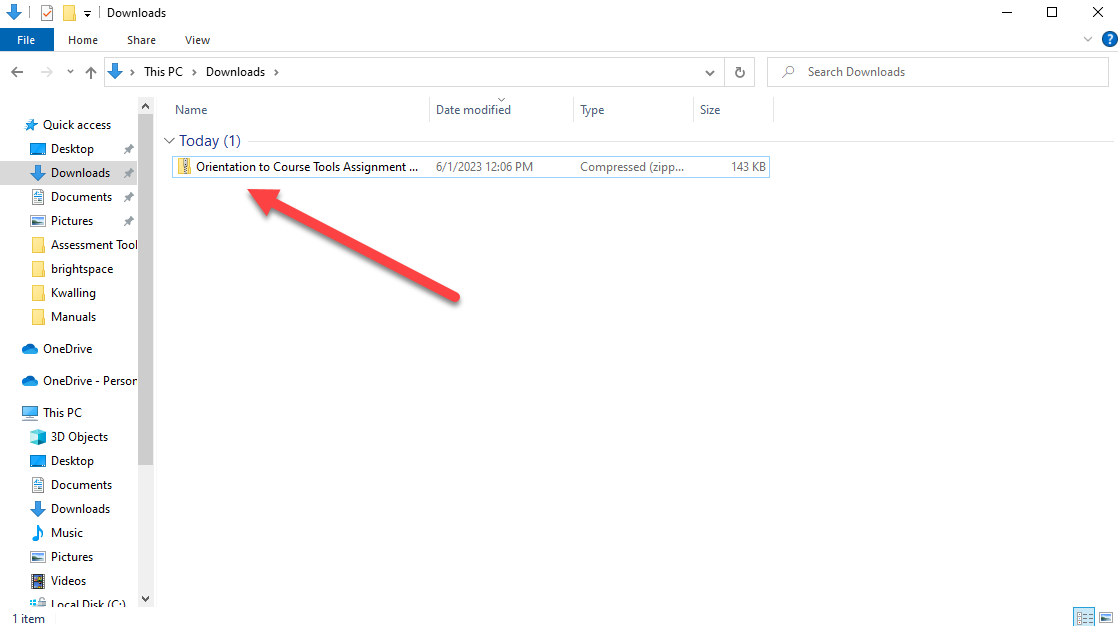 Downloads
File Home Share View
?
This PC > Downloads >
Search Downloads
Name Date modified Type Size
Today (1)
Orientation to Course Tools Assignment ... 6/1/2023 12:06 PM Compressed (zipp... 143 KB
Quick access
Desktop
Downloads
Documents
Pictures
Assessment Tool
brightspace
Kwalling
Manuals
OneDrive
OneDrive - Person
This PC
3D Objects
Desktop
Documents
Downloads
Music
Pictures
Videos
Local Disk (C:)
1 item